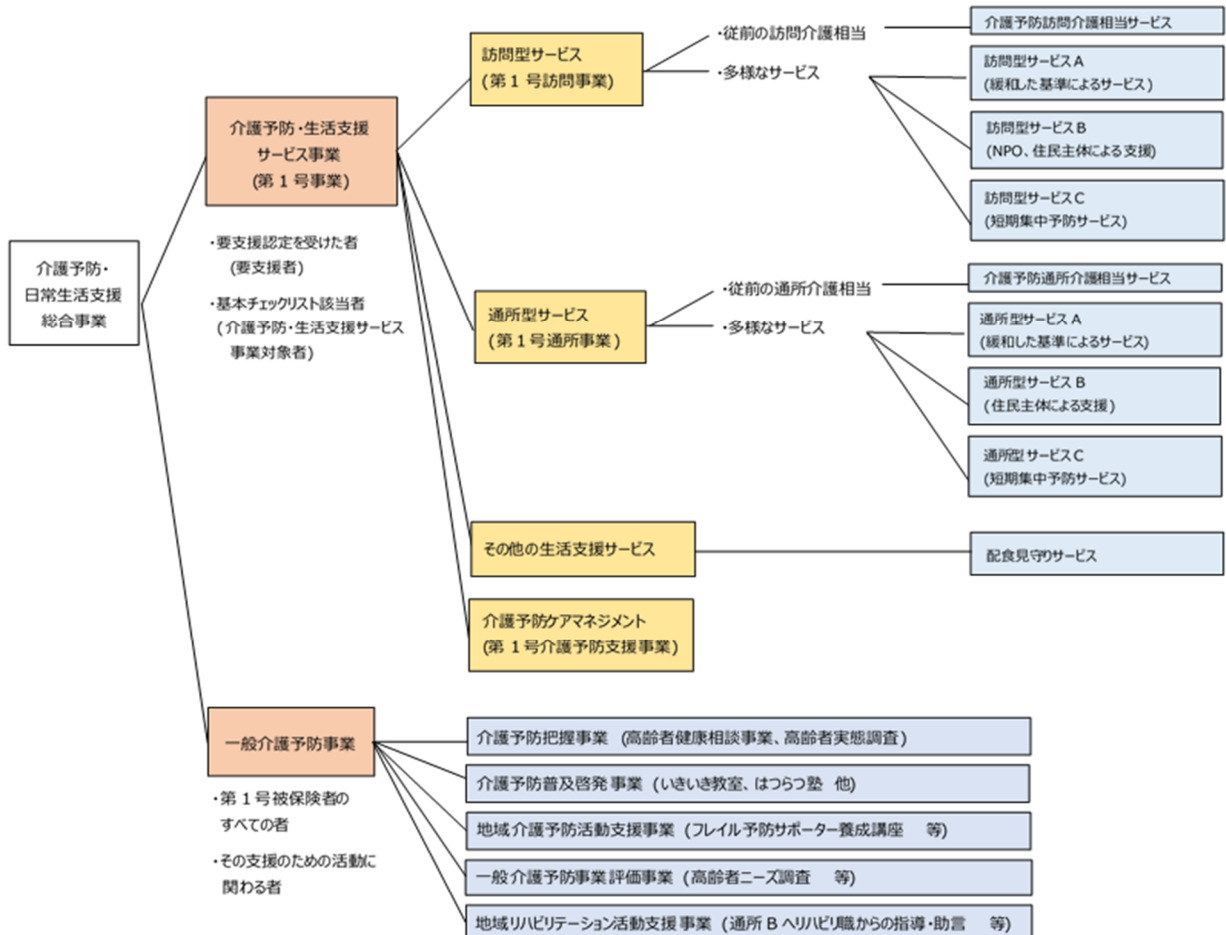 介護予防・
日常生活支援
総合事業
介護予防・生活支援
サービス事業
(第1号事業)
・要支援認定を受けた者
(要支援者)
・基本チェックリスト該当者
(介護予防・生活支援サービス
事業対象者)
訪問型サービス
(第1号訪問事業)
・従前の訪問介護相当
・多様なサービス
介護予防訪問介護相当サービス
訪問型サービスA
(緩和した基準によるサービス)
訪問型サービスB
(NPO、住民主体による支援)
訪問型サービスC
(短期集中予防サービス)
通所型サービス
(第1号通所事業)
・従前の通所介護相当
・多様なサービス
介護予防通所介護相当サービス
通所型サービスA
(緩和した基準によるサービス)
通所型サービスB
(住民主体による支援)
通所型サービスC
(短期集中予防サービス)
その他の生活支援サービス
配食見守りサービス
介護予防ケアマネジメント
(第1号介護予防支援事業)
一般介護予防事業
・第1号被保険者の
すべての者
・その支援のための活動に
関わる者
介護予防把握事業 (高齢者健康相談事業、高齢者実態調査)
介護予防普及啓発事業 (いきいき教室、はつらつ塾 他)
地域介護予防活動支援事業 (フレイル予防サポーター養成講座 等)
一般介護予防事業評価事業 (高齢者ニーズ調査 等)
地域リハビリテーション活動支援事業 (通所Bへリハビリ職からの指導・助言 等)